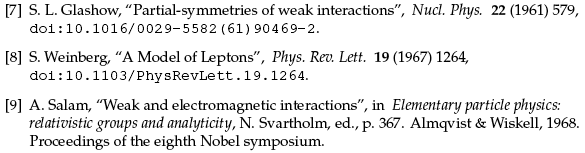 [7] S. L. Glashow, “Partial-symmetries of weak interactions”, Nucl. Phys. 22 (1961) 579,
doi:10.1016/0029-5582(61)90469-2.
[8] S. Weinberg, “A Model of Leptons”, Phys. Rev. Lett. 19 (1967) 1264,
doi:10.1103/PhysRevLett.19.1264.
[9] A. Salam, “Weak and electromagnetic interactions”, in Elementary particle physics:
relativistic groups and analyticity, N. Svartholm, ed., p. 367. Almqvist & Wiskell, 1968.
Proceedings of the eighth Nobel symposium.